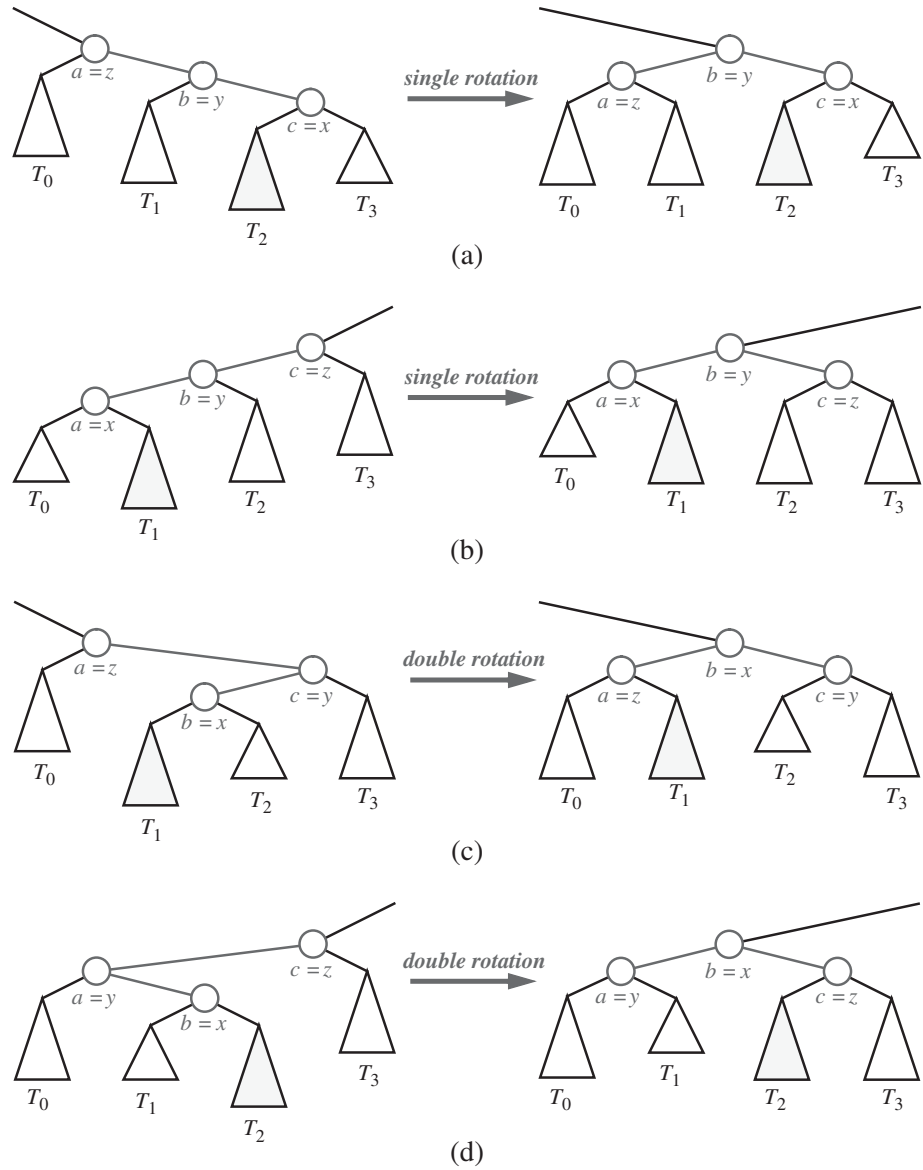 a = z
b = y
c = x
T0
T1
T2
T3
single rotation
b = y
a = z
c = x
T0
T1
T2
T3
(a)
c = z
b = y
a = x
T0
T1
T2
T3
single rotation
b = y
a = x
c = z
T0
T1
T2
T3
(b)
a = z
c = y
b = x
T0
T1
T2
T3
double rotation
b = x
a = z
c = y
T0
T1
T2
T3
(c)
c = z
a = y
b = x
T0
T1
T2
T3
double rotation
b = x
a = y
c = z
T0
T1
T2
T3
(d)